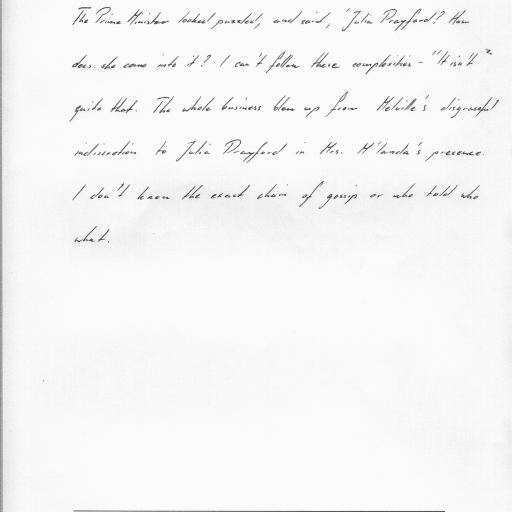 The Prime Minister looked puzzled, and said, 'Julia Drayford? How
does she come into it? I can't follow these complexities - "It isn't"
quite that. The whole business blew up from Melville's disgraceful
indiscretion to Julia Drayford in Mrs. M'landa's presence.
I don't know the exact chain of gossip or who told who
what.